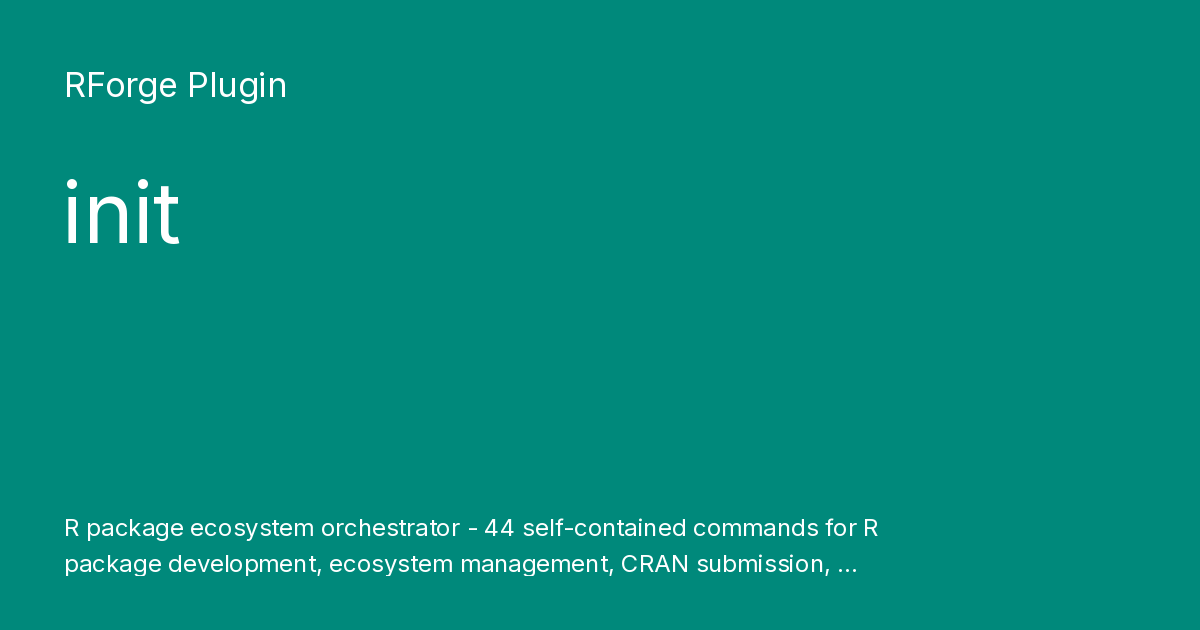 RForge Plugin
init
R package ecosystem orchestrator - 44 self-contained commands for R
package development, ecosystem management, CRAN submission, ...